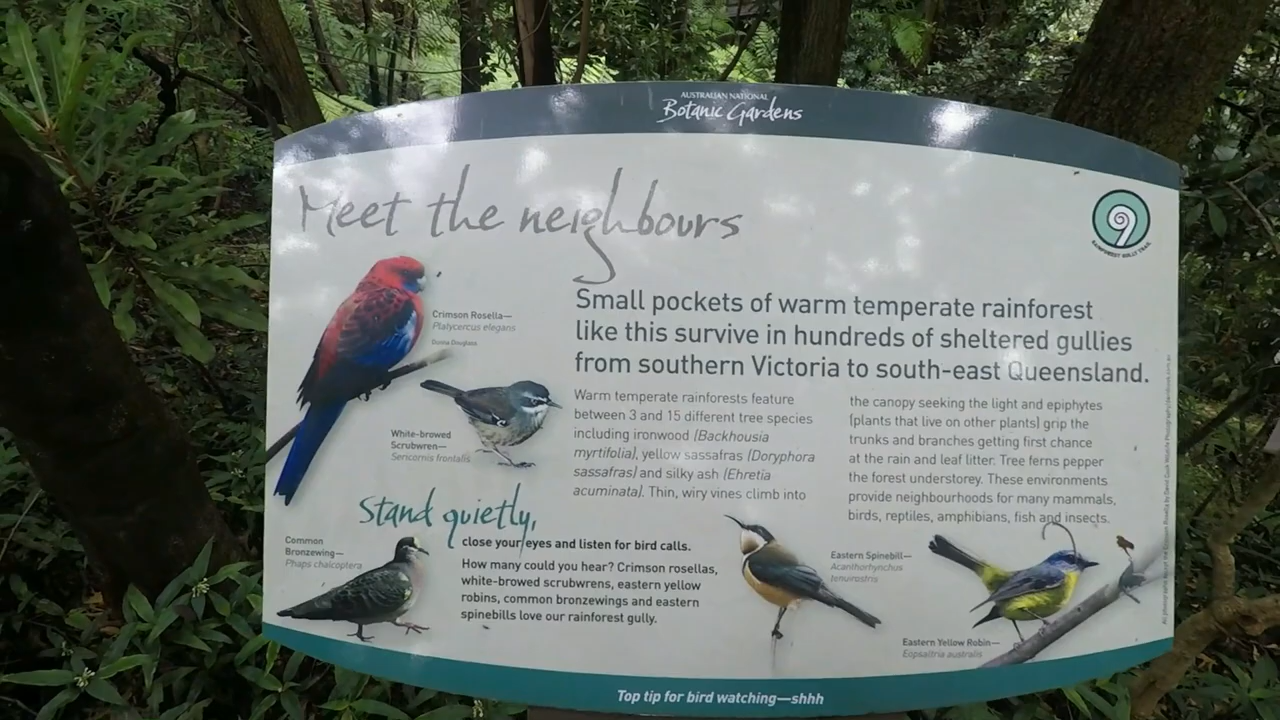 AUSTRALIAN NATIONAL
Botanic Gardens
Meet the neighbours
9
RAINFOREST GULLY TRAIL
Small pockets of warm temperate rainforest
like this survive in hundreds of sheltered gullies
from southern Victoria to south-east Queensland.
Crimson Rosella—
Platycercus elegans
White-browed
Scrubwren—
Sericornis frontalis
Warm temperate rainforests feature
between 3 and 15 different tree species
including ironwood (Backhousia
myrtifolia), yellow sassafras (Doryphora
sassafras) and silky ash (Ehretia
acuminata). Thin, wiry vines climb into
the canopy seeking the light and epiphytes
(plants that live on other plants) grip the
trunks and branches getting first chance
at the rain and leaf litter. Tree ferns pepper
the forest understorey. These environments
provide neighbourhoods for many mammals,
birds, reptiles, amphibians, fish and insects.
Stand quietly,
close your eyes and listen for bird calls.
How many could you hear? Crimson rosellas,
white-browed scrubwrens, eastern yellow
robins, common bronzewings and eastern
spinebills love our rainforest gully.
Common
Bronzewing—
Phaps chalcoptera
Eastern Spinebill—
Acanthorhynchus
tenuirostris
Eastern Yellow Robin—
Eopsaltria australis
Top tip for bird watching—shhh